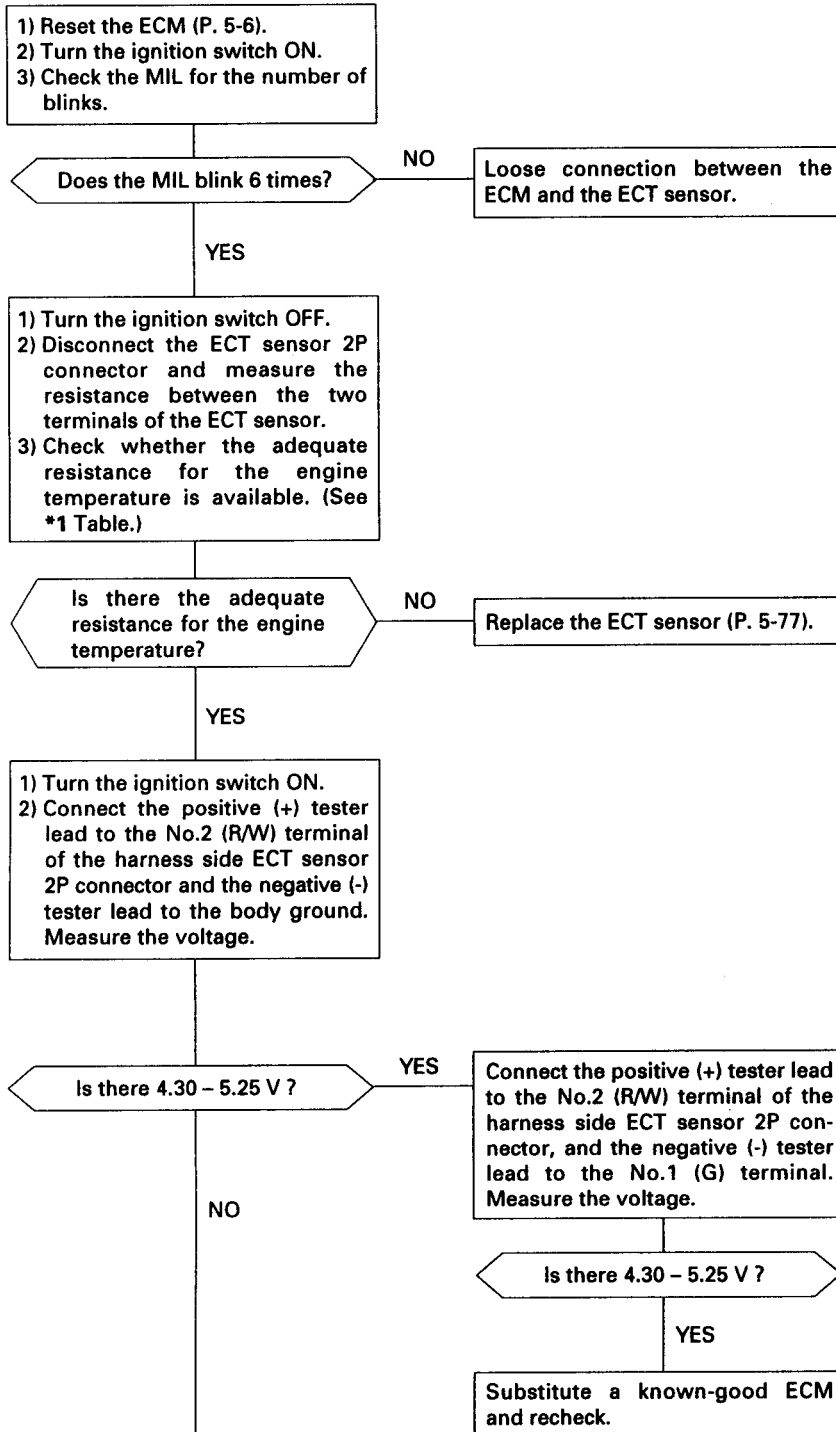 1) Reset the ECM (P. 5-6).
2) Turn the ignition switch ON.
3) Check the MIL for the number of
blinks.
Does the MIL blink 6 times?
NO
Loose connection between the
ECM and the ECT sensor.
YES
1) Turn the ignition switch OFF.
2) Disconnect the ECT sensor 2P
connector and measure the
resistance between the two
terminals of the ECT sensor.
3) Check whether the adequate
resistance for the engine
temperature is available. (See
*1 Table.)
Is there the adequate
resistance for the engine
temperature?
NO
Replace the ECT sensor (P. 5-77).
YES
1) Turn the ignition switch ON.
2) Connect the positive (+) tester
lead to the No.2 (R/W) terminal
of the harness side ECT sensor
2P connector and the negative (-)
tester lead to the body ground.
Measure the voltage.
Is there 4.30 – 5.25 V ?
YES
Connect the positive (+) tester lead
to the No.2 (R/W) terminal of the
harness side ECT sensor 2P con-
nector, and the negative (-) tester
lead to the No.1 (G) terminal.
Measure the voltage.
NO
Is there 4.30 – 5.25 V ?
YES
Substitute a known-good ECM
and recheck.